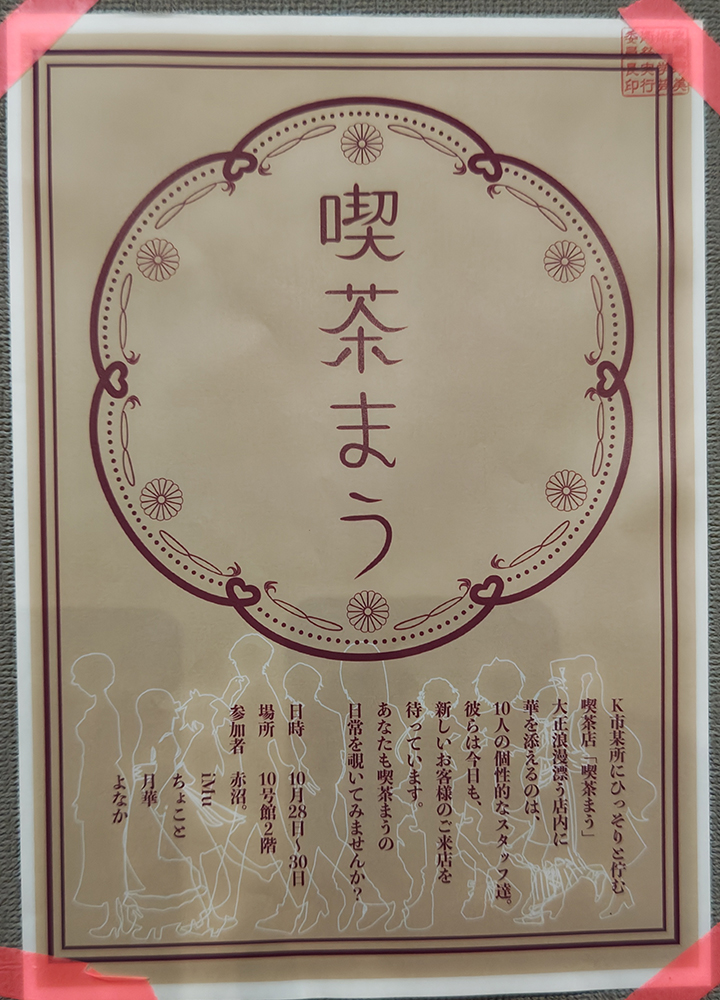 喫茶まう
K市某所にひっそりと佇む
喫茶店「喫茶まう」
大正浪漫漂う店内に
華を添えるのは、
10人の個性的なスタッフ達。
彼らは今日も、
新しいお客様のご来店を
待っています。
あなたも喫茶まうの
日常を覗いてみませんか?
日時 10月28日~30日
場所 10号館2階
参加者 赤沼。
iMu
ちょこと
月華
よなか